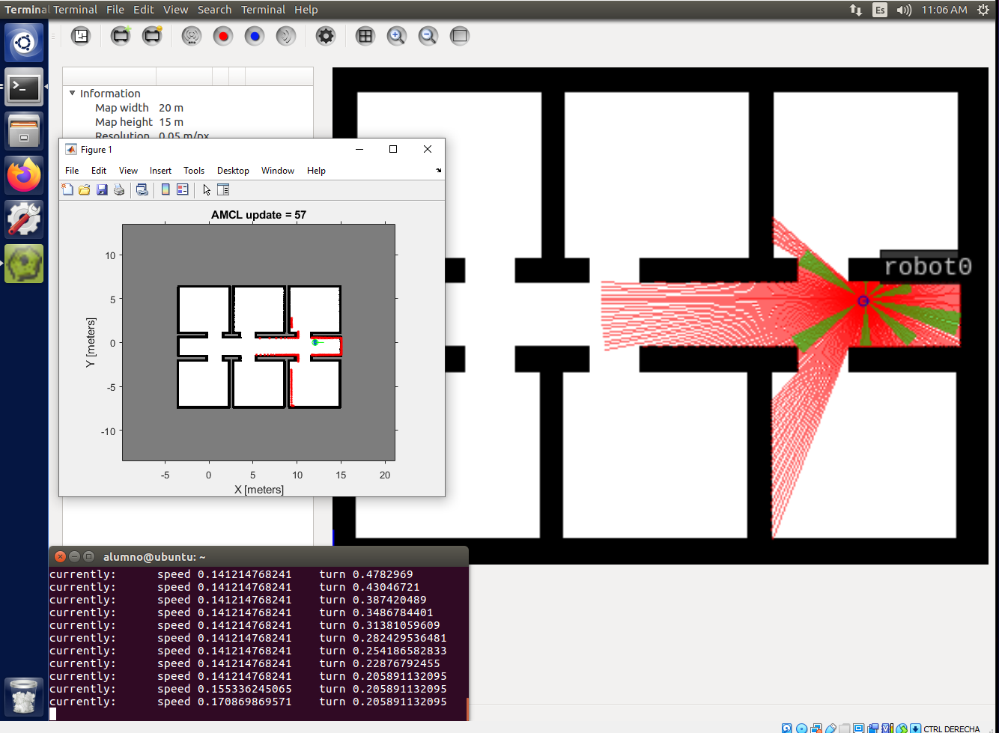 Terminal Terminal File Edit View Search Terminal Help Es 11:06 AM
Information
Map width 20 m
Map height 15 m
Resolution 0.05 m/px
Figure 1
File Edit View Insert Tools Desktop Window Help
AMCL update = 57
10
5
0
-5
-10
Y [meters]
-5 0 5 10 15 20
X [meters]
robot0
alumno@ubuntu: ~
currently: speed 0.141214768241 turn 0.4782969
currently: speed 0.141214768241 turn 0.43046721
currently: speed 0.141214768241 turn 0.387420489
currently: speed 0.141214768241 turn 0.3486784401
currently: speed 0.141214768241 turn 0.31381059609
currently: speed 0.141214768241 turn 0.282429536481
currently: speed 0.141214768241 turn 0.254186582833
currently: speed 0.141214768241 turn 0.22876792455
currently: speed 0.141214768241 turn 0.205891132095
currently: speed 0.155336245065 turn 0.205891132095
currently: speed 0.170869869571 turn 0.205891132095
CTRL DERECHA